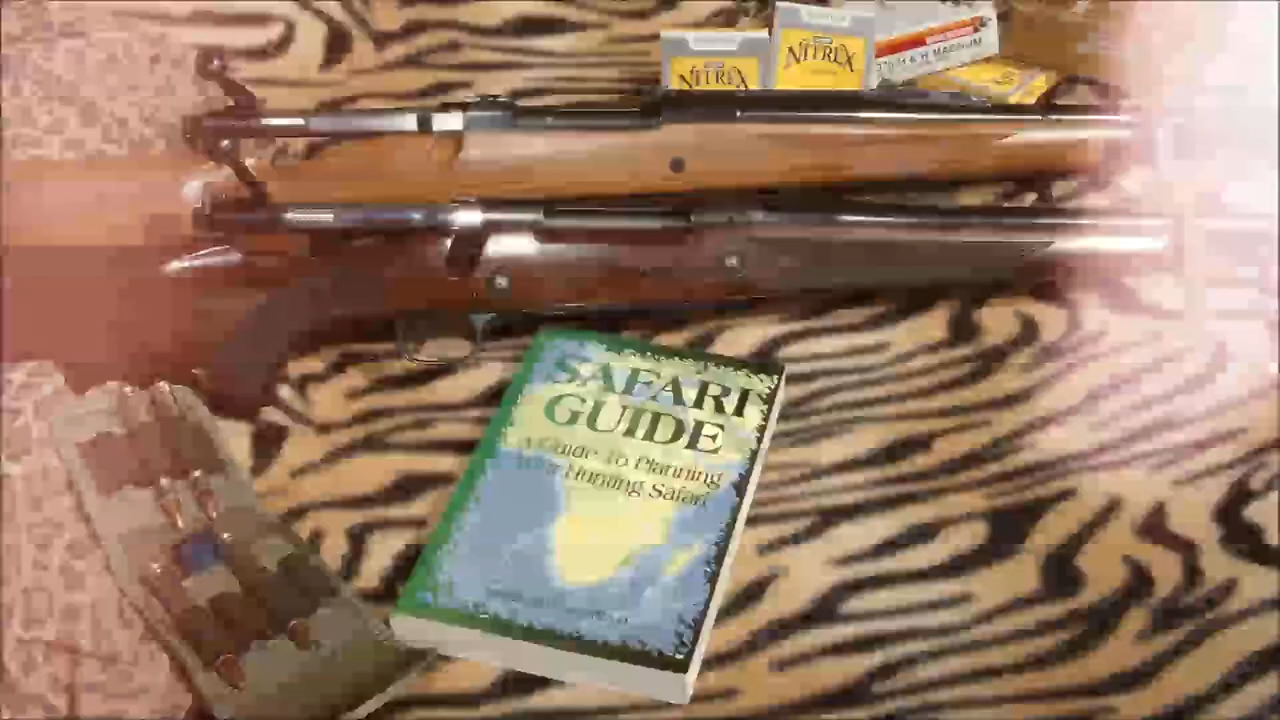 NITREX
NITREX
H & H MAGNUM
SAFARI
GUIDE
A Guide To Planning
Your Hunting Safari